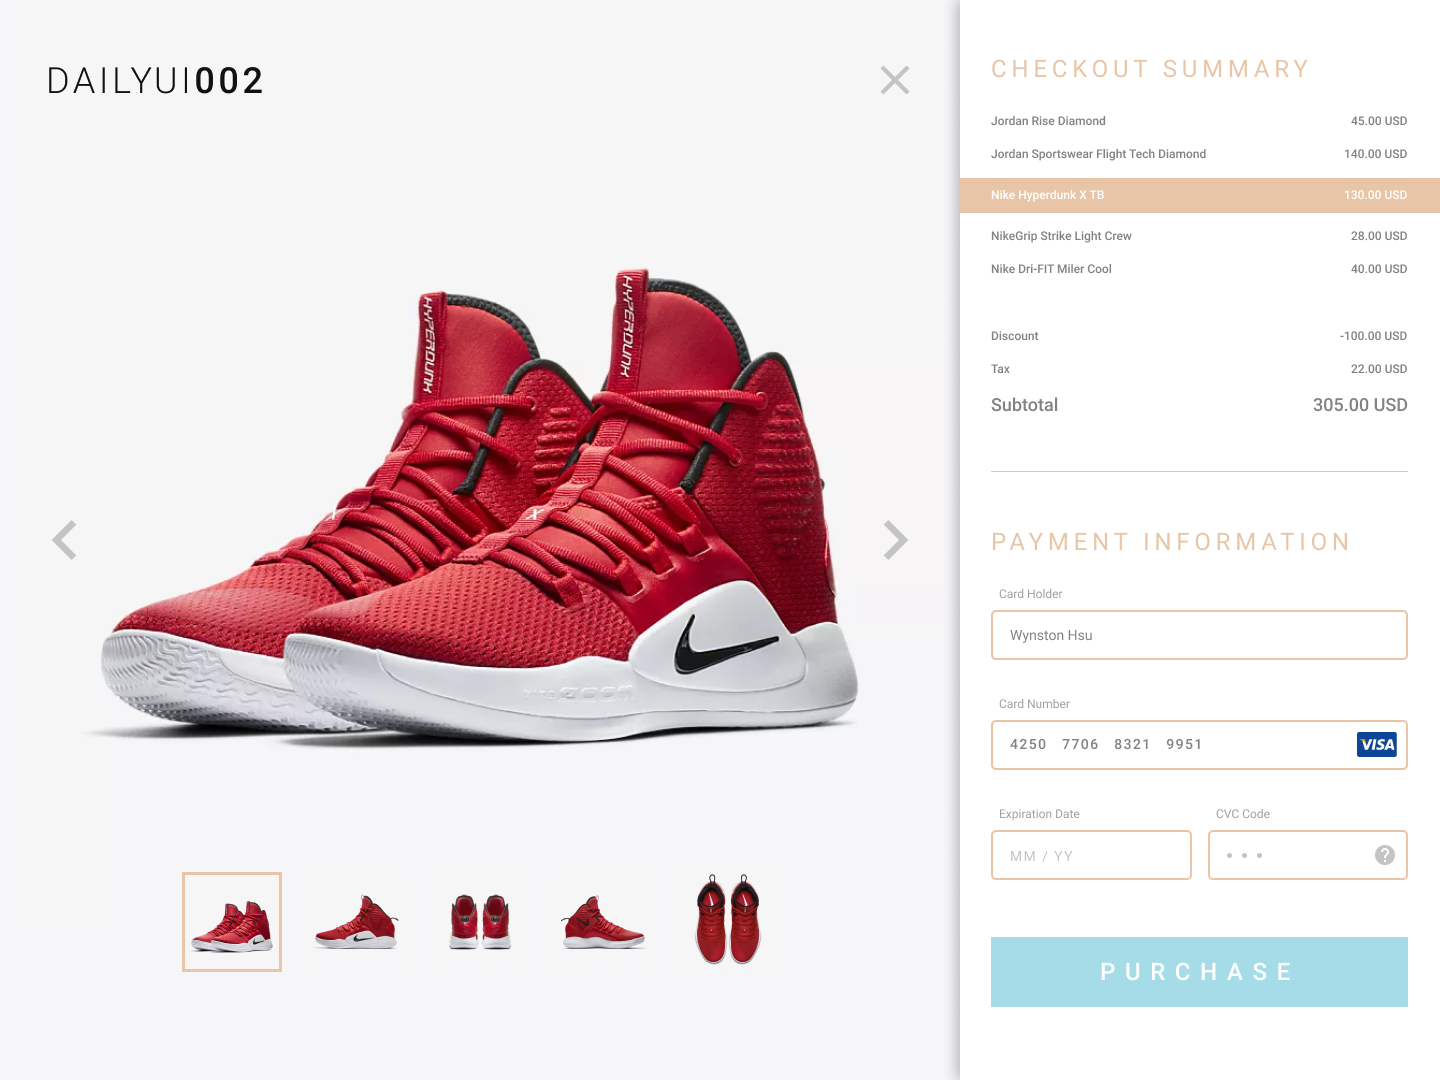 DAILYUI002
HYPERDUNK
HYPERDUNK
X
NIKE ZOOM
CHECKOUT SUMMARY
Jordan Rise Diamond 45.00 USD
Jordan Sportswear Flight Tech Diamond 140.00 USD
Nike Hyperdunk X TB 130.00 USD
NikeGrip Strike Light Crew 28.00 USD
Nike Dri-FIT Miler Cool 40.00 USD
Discount -100.00 USD
Tax 22.00 USD
Subtotal 305.00 USD
PAYMENT INFORMATION
Card Holder
Wynston Hsu
Card Number
4250 7706 8321 9951 VISA
Expiration Date CVC Code
MM / YY • • • ?
PURCHASE